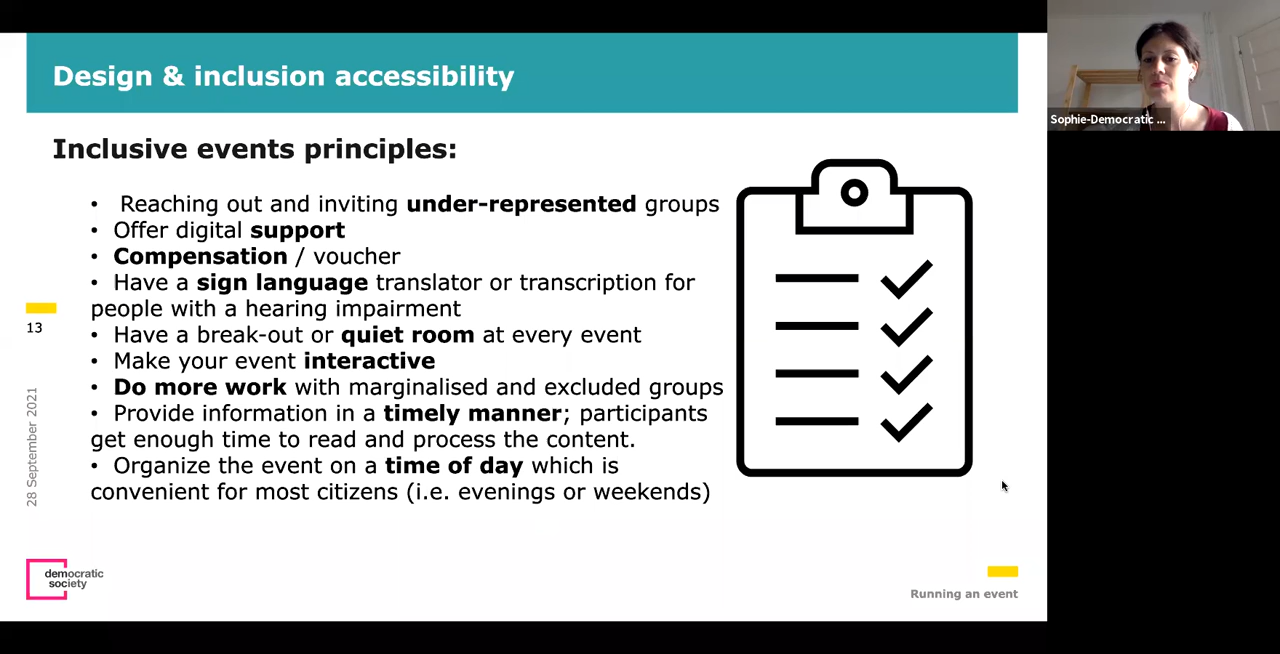 Design & inclusion accessibility
Sophie-Democratic ...
Inclusive events principles:
• Reaching out and inviting under-represented groups
• Offer digital support
• Compensation / voucher
• Have a sign language translator or transcription for
people with a hearing impairment
• Have a break-out or quiet room at every event
• Make your event interactive
• Do more work with marginalised and excluded groups
• Provide information in a timely manner; participants
get enough time to read and process the content.
• Organize the event on a time of day which is
convenient for most citizens (i.e. evenings or weekends)
13
28 September 2021
democratic
society
Running an event